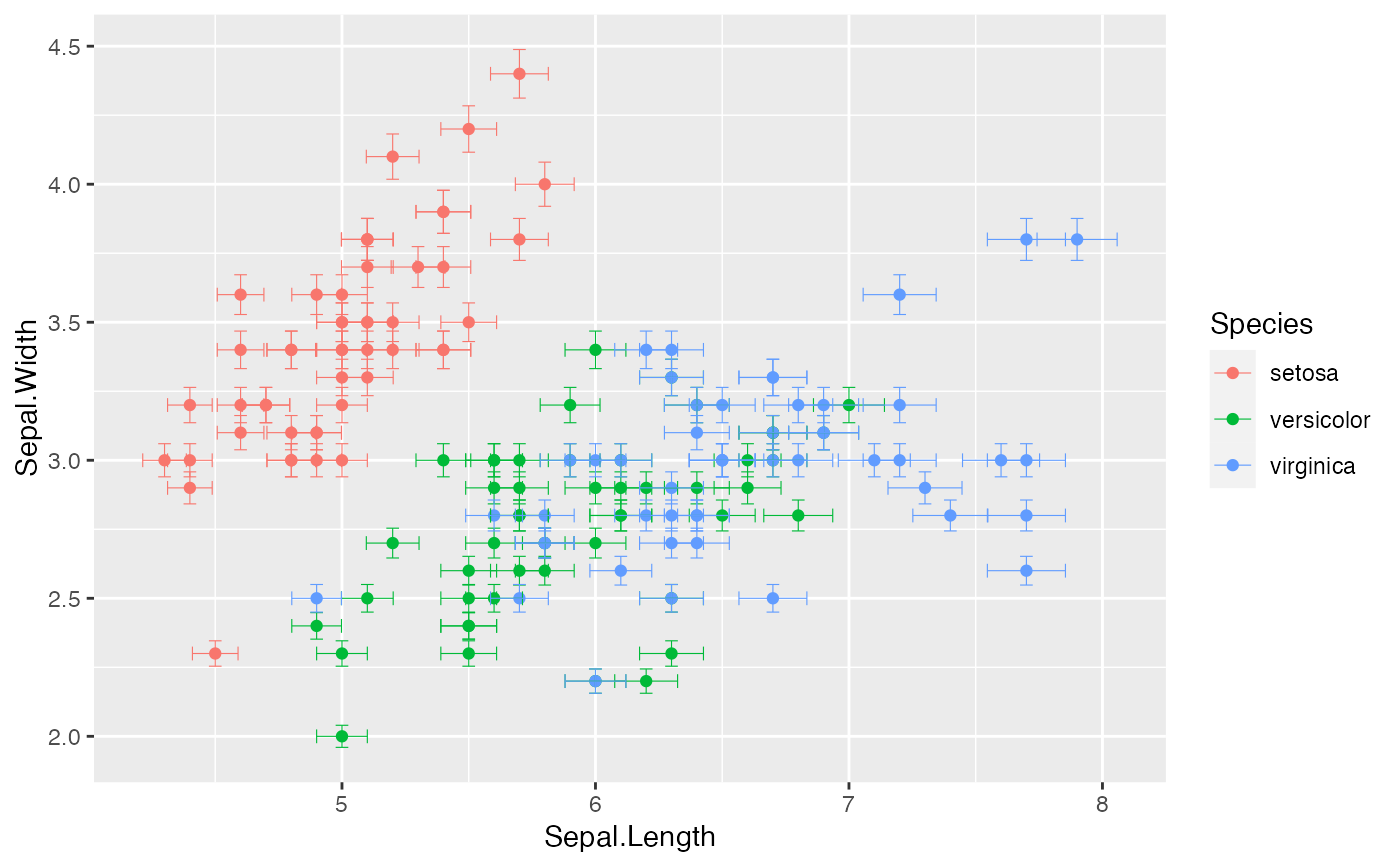 4.5
4.0
3.5
3.0
2.5
2.0
Sepal.Width
5 6 7 8
Sepal.Length
Species
setosa
versicolor
virginica